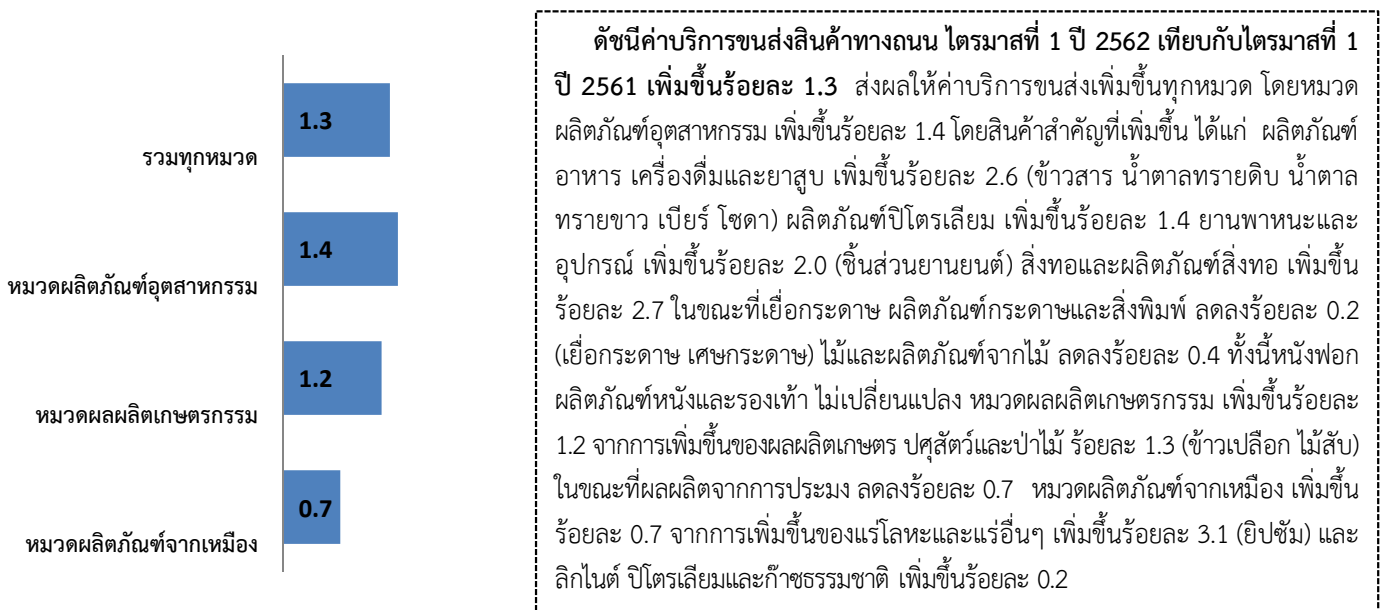 1.3
รวมทุกหมวด
1.4
หมวดผลิตภัณฑ์อุตสาหกรรม
1.2
หมวดผลผลิตเกษตรกรรม
0.7
หมวดผลิตภัณฑ์จากเหมือง
ดัชนีค่าบริการขนส่งสินค้าทางถนน ไตรมาสที่ 1 ปี 2562 เทียบกับไตรมาสที่ 1
ปี 2561 เพิ่มขึ้นร้อยละ 1.3 ส่งผลให้ค่าบริการขนส่งเพิ่มขึ้นทุกหมวด โดยหมวด
ผลิตภัณฑ์อุตสาหกรรม เพิ่มขึ้นร้อยละ 1.4 โดยสินค้าสำคัญที่เพิ่มขึ้น ได้แก่ ผลิตภัณฑ์
อาหาร เครื่องดื่มและยาสูบ เพิ่มขึ้นร้อยละ 2.6 (ข้าวสาร น้ำตาลทรายดิบ น้ำตาล
ทรายขาว เบียร์ โซดา) ผลิตภัณฑ์ปิโตรเลียม เพิ่มขึ้นร้อยละ 1.4 ยานพาหนะและ
อุปกรณ์ เพิ่มขึ้นร้อยละ 2.0 (ชิ้นส่วนยานยนต์) สิ่งทอและผลิตภัณฑ์สิ่งทอ เพิ่มขึ้น
ร้อยละ 2.7 ในขณะที่เยื่อกระดาษ ผลิตภัณฑ์กระดาษและสิ่งพิมพ์ ลดลงร้อยละ 0.2
(เยื่อกระดาษ เศษกระดาษ) ไม้และผลิตภัณฑ์จากไม้ ลดลงร้อยละ 0.4 ทั้งนี้หนังฟอก
ผลิตภัณฑ์หนังและรองเท้า ไม่เปลี่ยนแปลง หมวดผลผลิตเกษตรกรรม เพิ่มขึ้นร้อยละ
1.2 จากการเพิ่มขึ้นของผลผลิตเกษตร ปศุสัตว์และป่าไม้ ร้อยละ 1.3 (ข้าวเปลือก ไม้สับ)
ในขณะที่ผลผลิตจากการประมง ลดลงร้อยละ 0.7 หมวดผลิตภัณฑ์จากเหมือง เพิ่มขึ้น
ร้อยละ 0.7 จากการเพิ่มขึ้นของแร่โลหะและแร่อื่นๆ เพิ่มขึ้นร้อยละ 3.1 (ยิปซัม) และ
ลิกไนต์ ปิโตรเลียมและก๊าซธรรมชาติ เพิ่มขึ้นร้อยละ 0.2